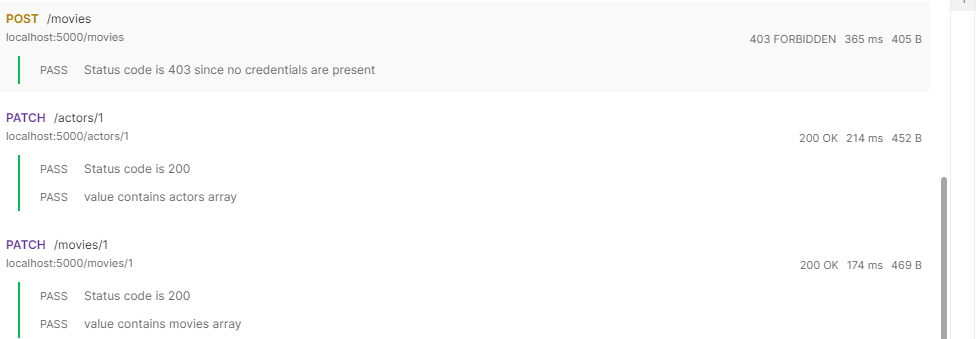 POST /movies
localhost:5000/movies 403 FORBIDDEN 365 ms 405 B
PASS Status code is 403 since no credentials are present
PATCH /actors/1
localhost:5000/actors/1 200 OK 214 ms 452 B
PASS Status code is 200
PASS value contains actors array
PATCH /movies/1
localhost:5000/movies/1 200 OK 174 ms 469 B
PASS Status code is 200
PASS value contains movies array